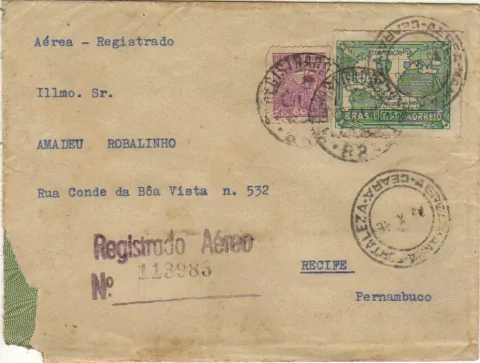 Aérea - Registrado
Illmo. Sr.
AMADEU ROBALINHO
Rua Conde da Bôa Vista n. 532
Registrado Aéreo
Nº 113983
RECIFE
Pernambuco
BRASIL CORREIO
FORTALEZA-CEARÁ